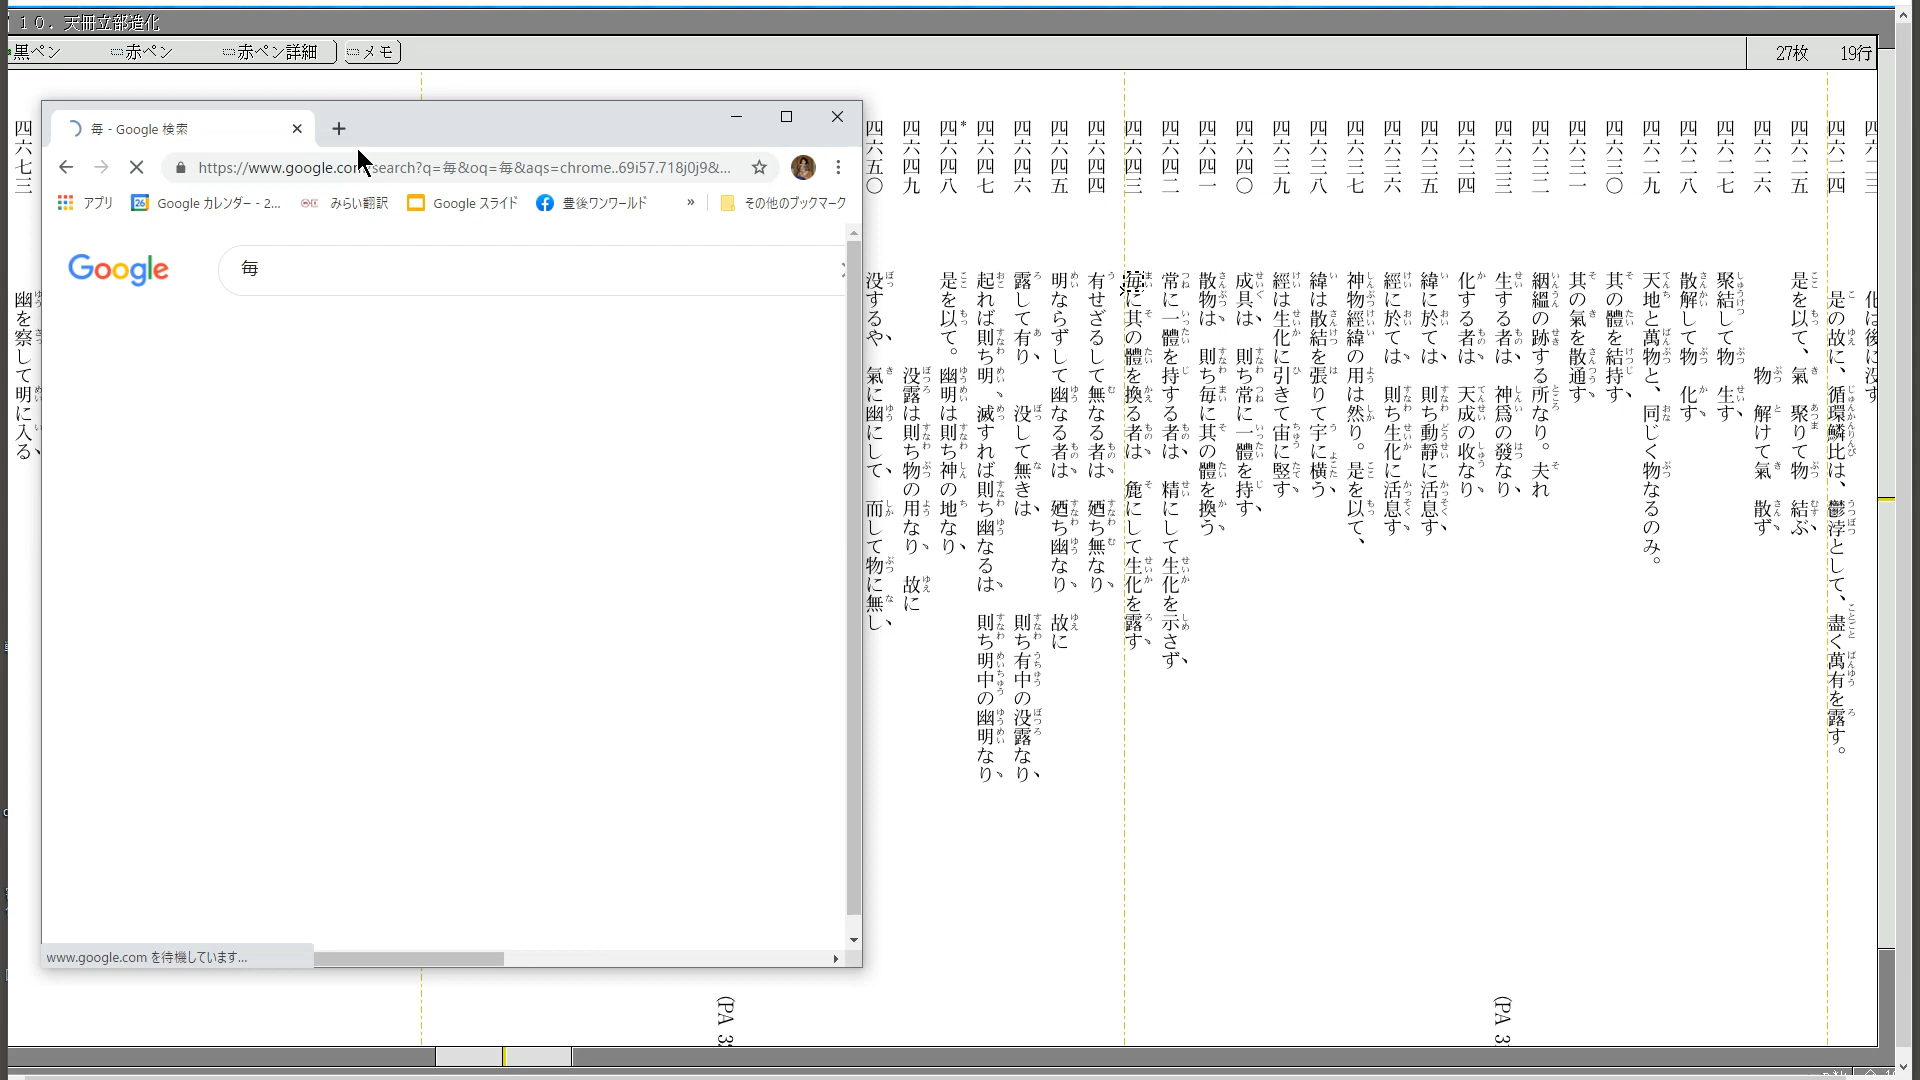 １０．天冊立部造化
黒ペン　赤ペン　赤ペン詳細　メモ　27枚　19行
毎 - Google 検索
https://www.google.com/search?q=毎&oq=毎&aqs=chrome..69i57.718j0j9&...
アプリ　Google カレンダー - 2...　みらい翻訳　Google スライド　豊後ワンワールド　»　その他のブックマーク
Google
毎
www.google.com を待機しています...
化は後に没す
四六二四　是の故に、循環鱗比は、鬱浡として、盡く萬有を露す。
四六二五　是を以て、氣　聚りて物　結ぶ、
四六二六　物　解けて氣　散ず、
四六二七　聚結して物　生す、
四六二八　散解して物　化す、
四六二九　天地と萬物と、同じく物なるのみ。
四六三〇　其の體を結持す、
四六三一　其の氣を散通す、
四六三二　絪縕の跡する所なり。夫れ
四六三三　生する者は、神爲の發なり、
四六三四　化する者は　天成の收なり、
四六三五　緯に於ては　則ち動靜に活息す、
四六三六　經に於ては　則ち生化に活息す、
四六三七　神物經緯の用は然り。是を以て、
四六三八　緯は散結を張りて宇に橫う、
四六三九　經は生化に引きて宙に竪す、
四六四〇　成具は　則ち常に一體を持す、
四六四一　散物は　則ち毎に其の體を換う、
四六四二　常に一體を持する者は、精にして生化を示さず、
四六四三　毎に其の體を換る者は、麁にして生化を露す、
四六四四　有せざるして無なる者は　廼ち無なり、
四六四五　明ならずして幽なる者は　廼ち幽なり、故に
四六四六　露して有り、没して無きは　則ち有中の没露なり、
四六四七　起れば則ち明、滅すれば則ち幽なるは、則ち明中の幽明なり、
四*六四八　是を以て。幽明は則ち神の地なり、
四六四九　没露は則ち物の用なり、故に
四六五〇　没するや、氣に幽にして、而して物に無し、
四六七三　幽を察して明に入る、
(PA 3
(PA 3